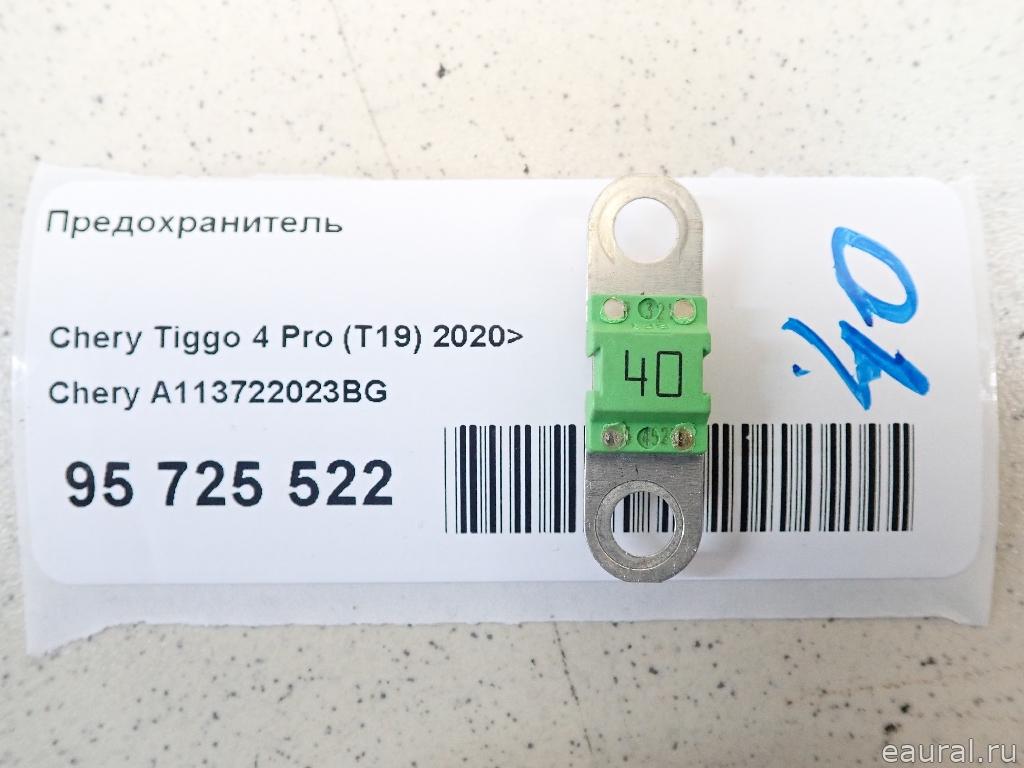 Предохранитель
Chery Tiggo 4 Pro (T19) 2020>
Chery A113722023BG
95 725 522
40
40
eaural.ru